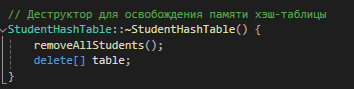 // Деструктор для освобождения памяти хэш-таблицы
StudentHashTable::~StudentHashTable() {
    removeAllStudents();
    delete[] table;
}